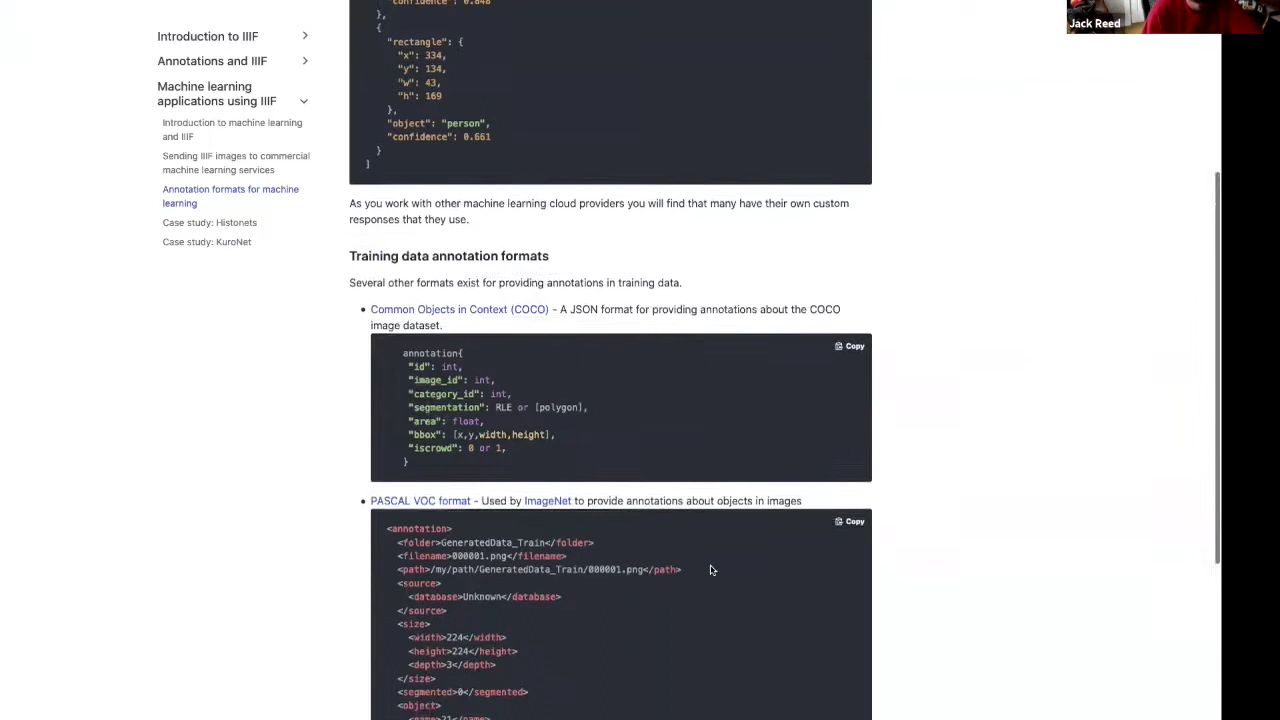 Jack Reed
Introduction to IIIF
Annotations and IIIF
Machine learning
applications using IIIF
Introduction to machine learning
and IIIF
Sending IIIF images to commercial
machine learning services
Annotation formats for machine
learning
Case study: Histonets
Case study: KuroNet
"confidence": 0.848
},
{
"rectangle": {
"x": 334,
"y": 134,
"w": 43,
"h": 169
},
"object": "person",
"confidence": 0.661
}
]
As you work with other machine learning cloud providers you will find that many have their own custom
responses that they use.
Training data annotation formats
Several other formats exist for providing annotations in training data.
• Common Objects in Context (COCO) - A JSON format for providing annotations about the COCO
image dataset.
Copy
annotation{
"id": int,
"image_id": int,
"category_id": int,
"segmentation": RLE or [polygon],
"area": float,
"bbox": [x,y,width,height],
"iscrowd": 0 or 1,
}
• PASCAL VOC format - Used by ImageNet to provide annotations about objects in images
Copy
<annotation>
<folder>GeneratedData_Train</folder>
<filename>000001.png</filename>
<path>/my/path/GeneratedData_Train/000001.png</path>
<source>
<database>Unknown</database>
</source>
<size>
<width>224</width>
<height>224</height>
<depth>3</depth>
</size>
<segmented>0</segmented>
<object>
<name>21</name>